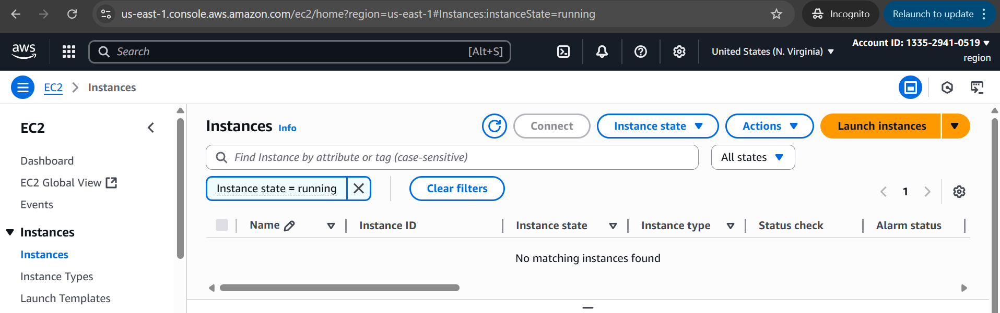 us-east-1.console.aws.amazon.com/ec2/home?region=us-east-1#Instances:instanceState=running
Incognito
Relaunch to update
aws
Search
[Alt+S]
United States (N. Virginia)
Account ID: 1335-2941-0519
region
EC2
Instances
EC2
Dashboard
EC2 Global View
Events
Instances
Instances
Instance Types
Launch Templates
Instances Info
Connect
Instance state
Actions
Launch instances
Find Instance by attribute or tag (case-sensitive)
All states
Instance state = running
Clear filters
1
Name
Instance ID
Instance state
Instance type
Status check
Alarm status
No matching instances found